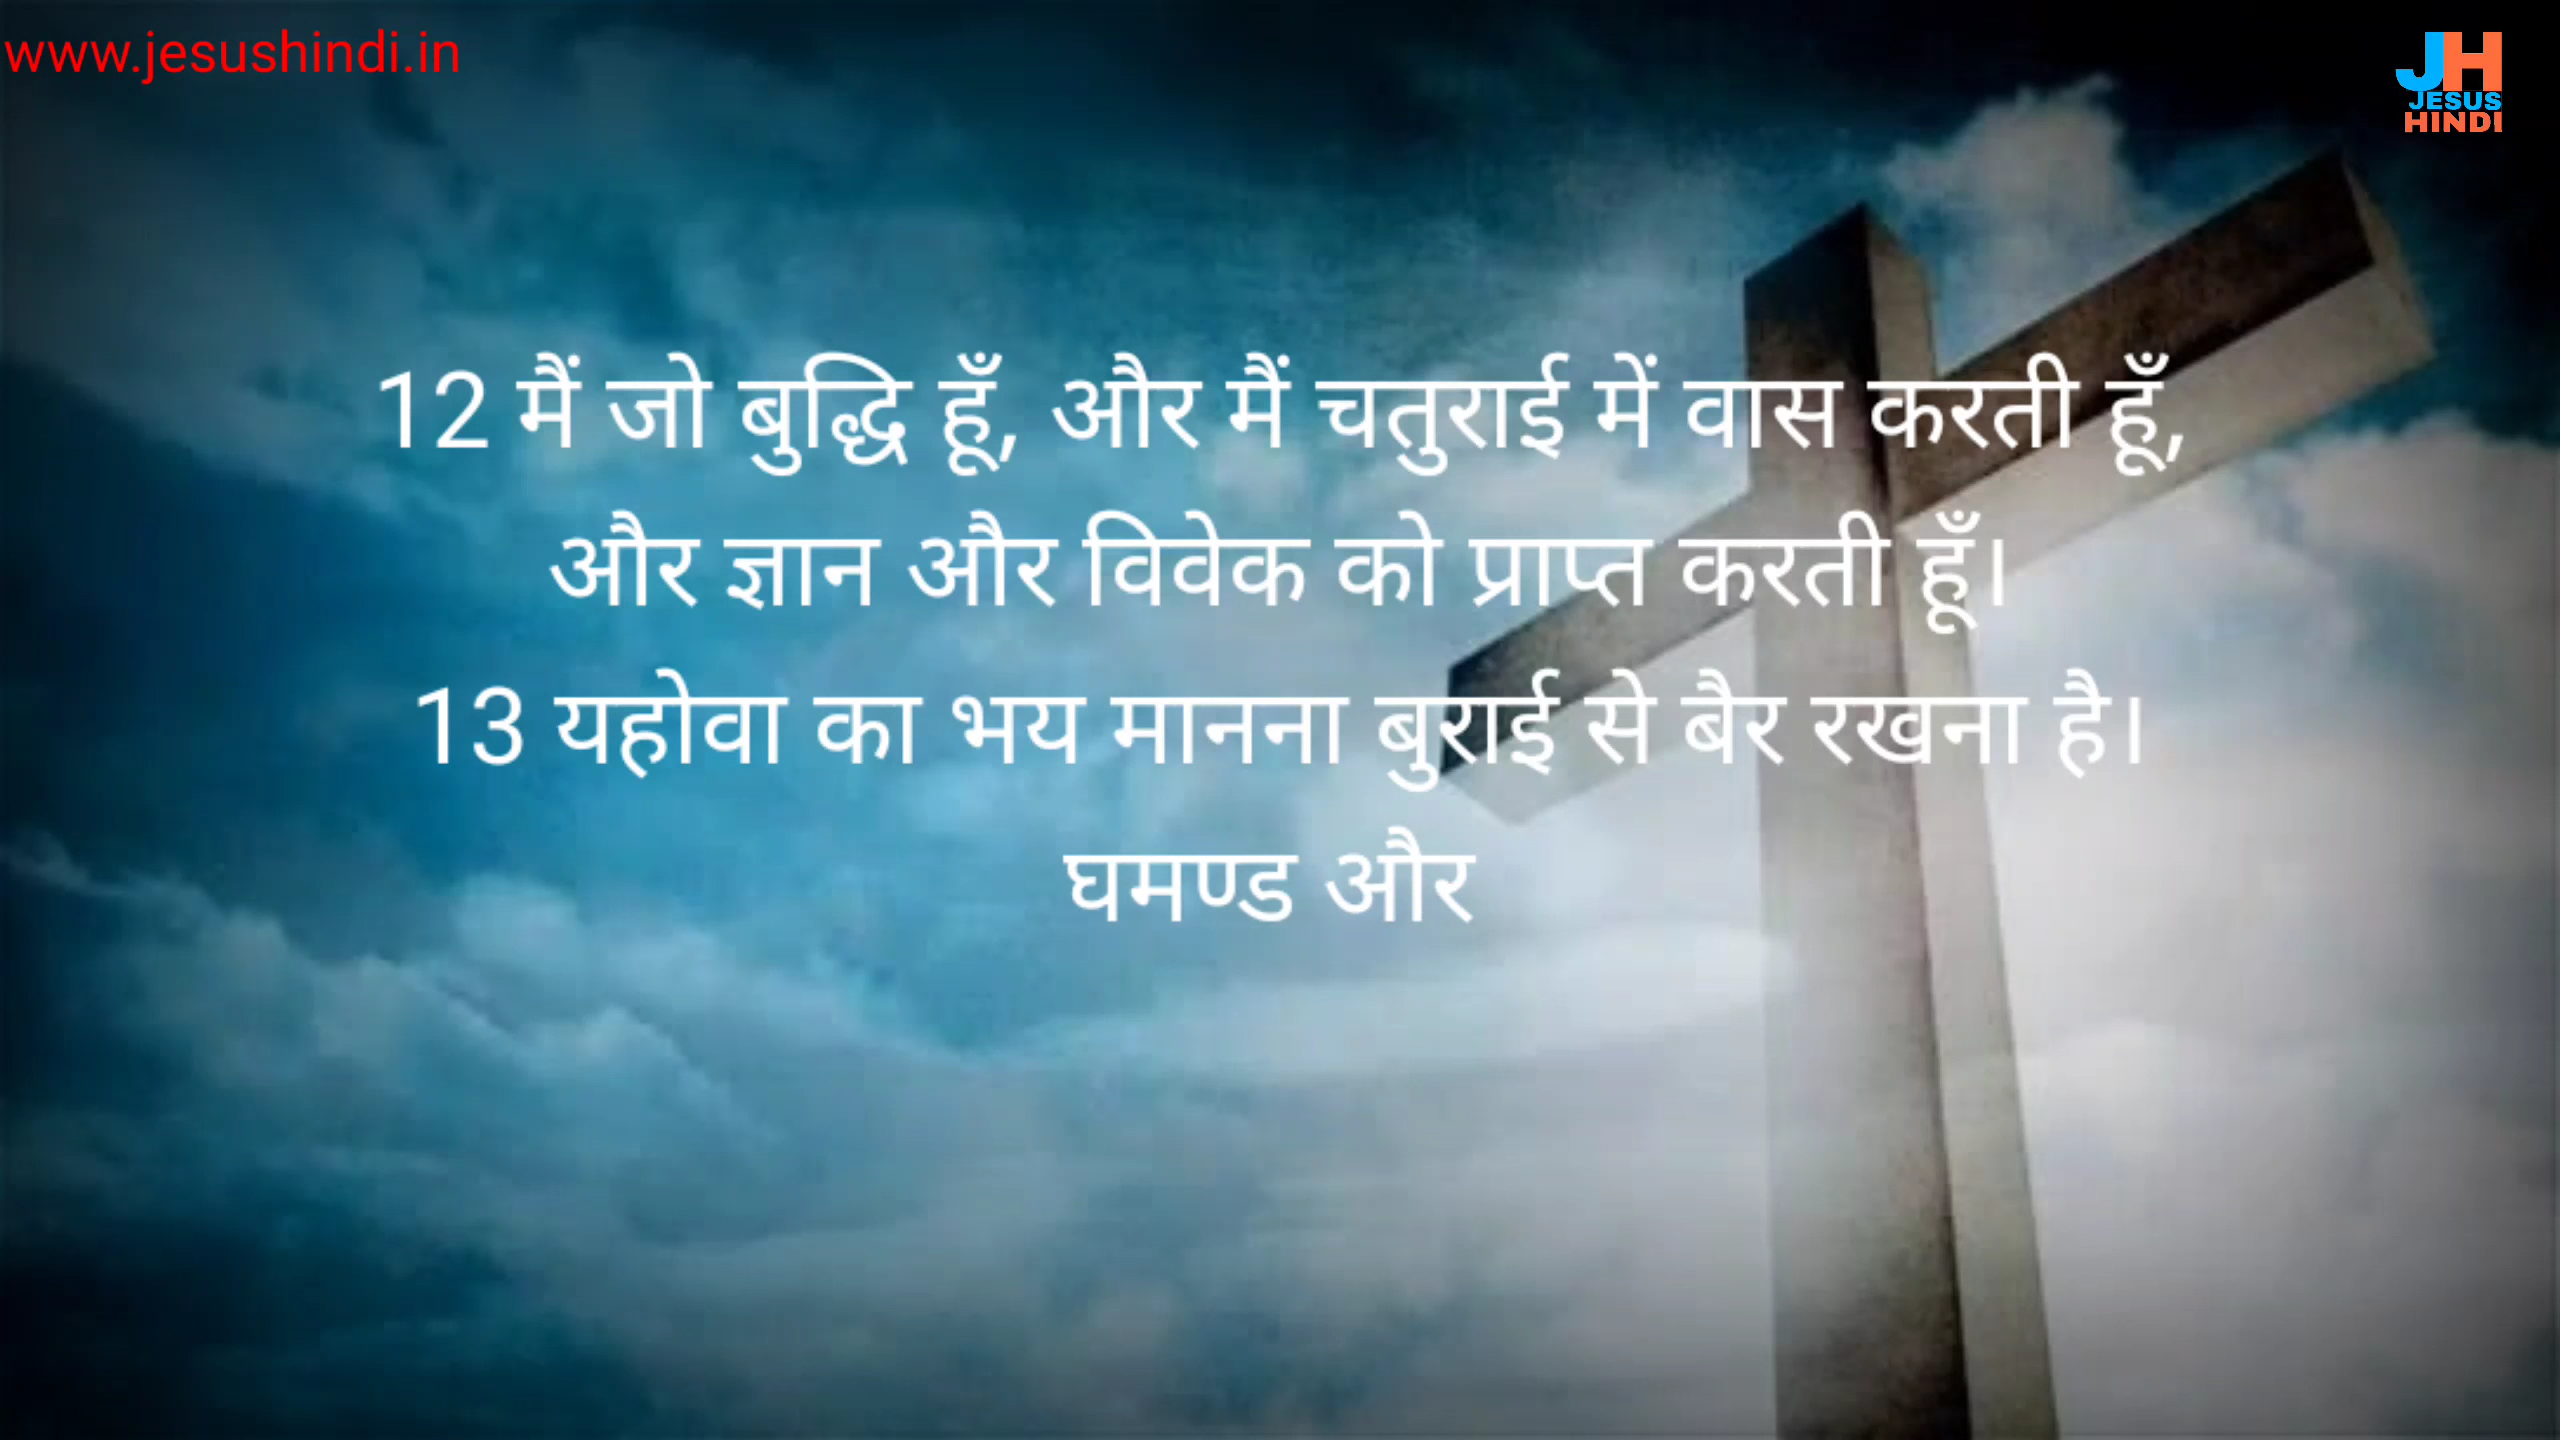 www.jesushindi.in
JH
JESUS
HINDI
12 मैं जो बुद्धि हूँ, और मैं चतुराई में वास करती हूँ,
और ज्ञान और विवेक को प्राप्त करती हूँ।
13 यहोवा का भय मानना बुराई से बैर रखना है।
घमण्ड और